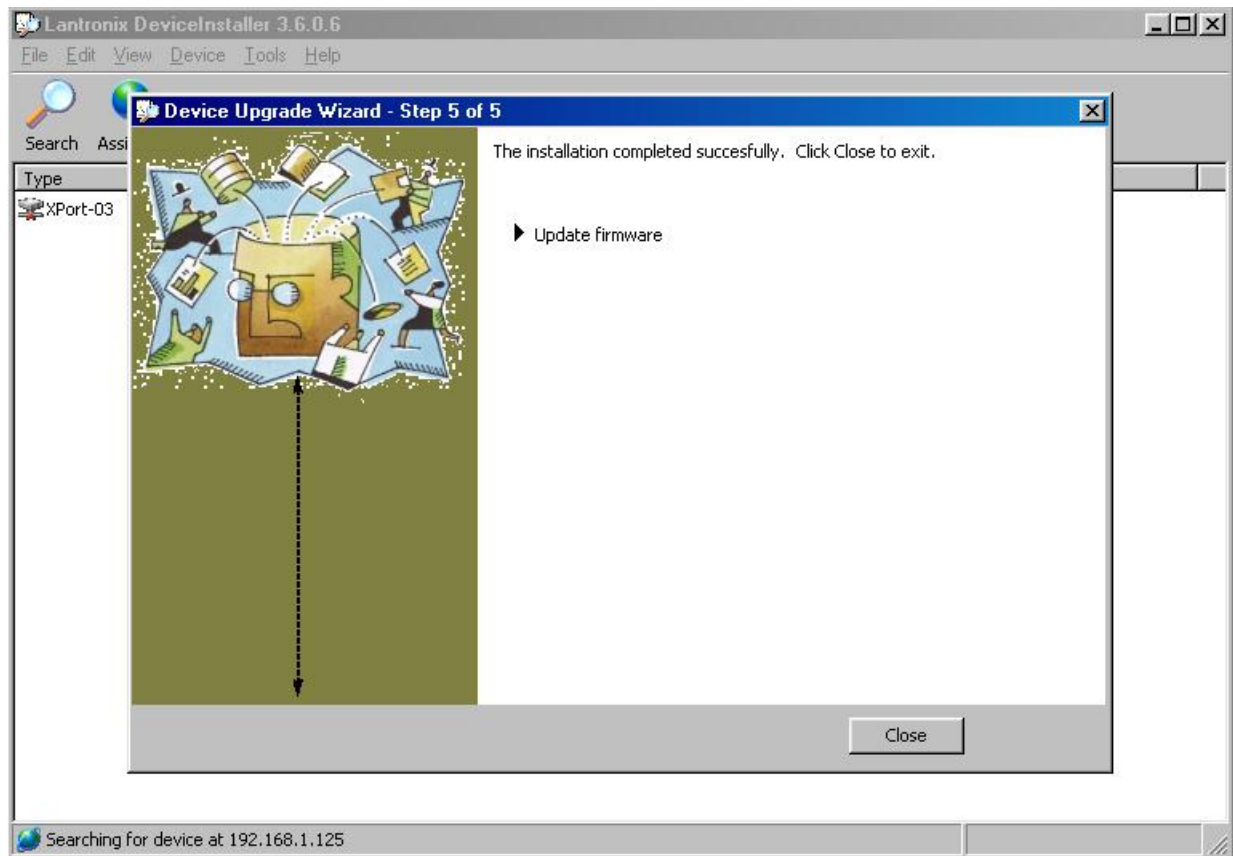 Lantronix DeviceInstaller 3.6.0.6
File Edit View Device Tools Help
Search Assi
Device Upgrade Wizard - Step 5 of 5
Type
XPort-03
The installation completed succesfully. Click Close to exit.
Update firmware
Close
Searching for device at 192.168.1.125